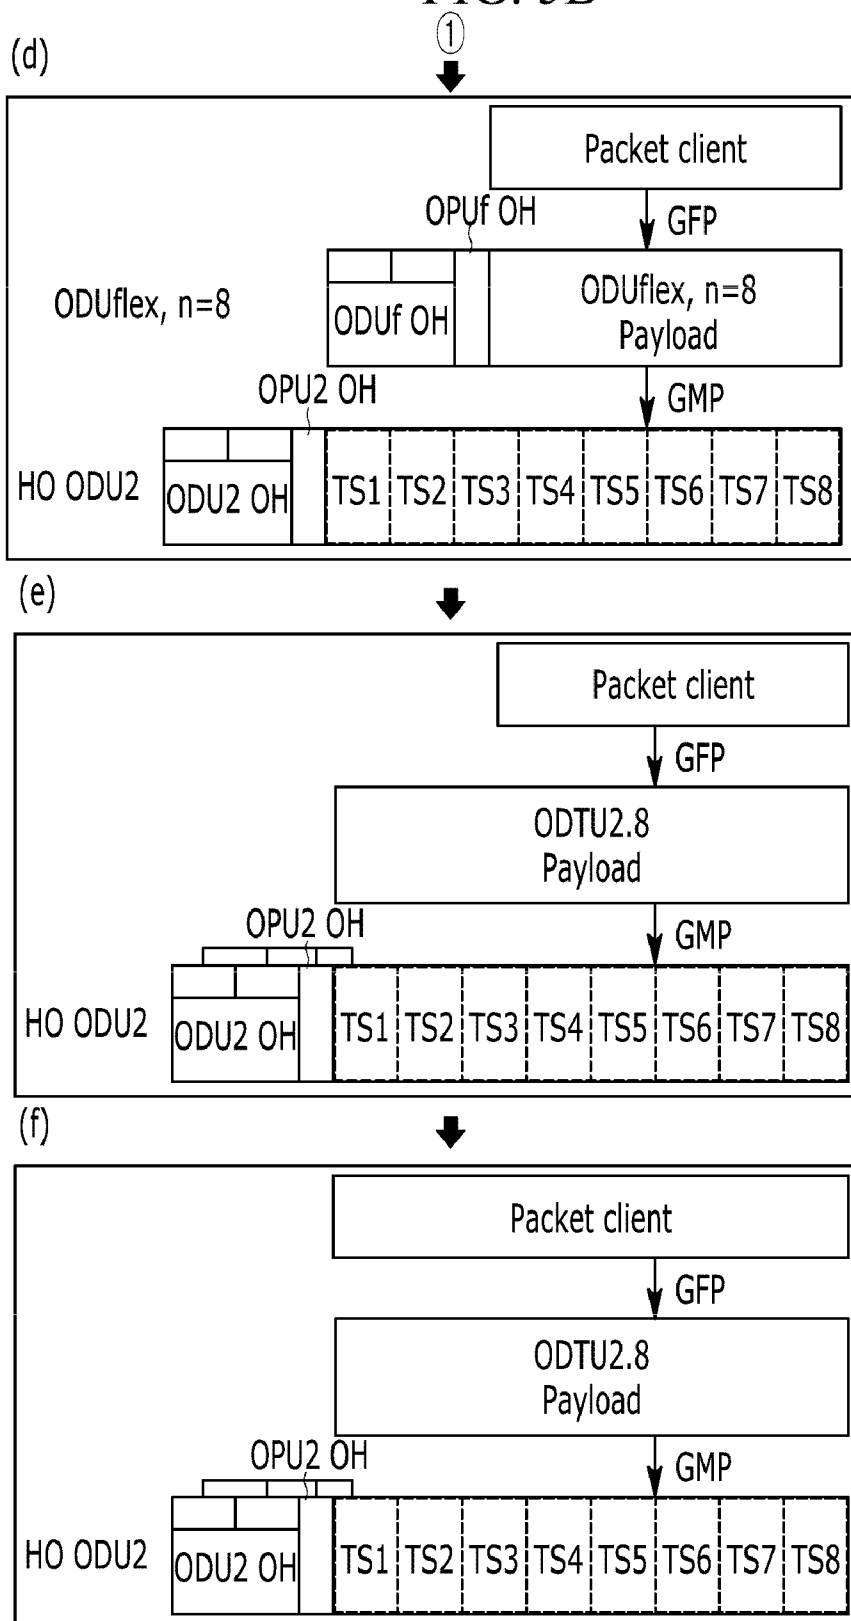 FIG. 5B
①
(d)
Packet client
OPUf OH
GFP
ODUflex, n=8
ODUf OH
ODUflex, n=8
Payload
OPU2 OH
GMP
HO ODU2
ODU2 OH
TS1 TS2 TS3 TS4 TS5 TS6 TS7 TS8
(e)
Packet client
GFP
ODTU2.8
Payload
OPU2 OH
GMP
HO ODU2
ODU2 OH
TS1 TS2 TS3 TS4 TS5 TS6 TS7 TS8
(f)
Packet client
GFP
ODTU2.8
Payload
OPU2 OH
GMP
HO ODU2
ODU2 OH
TS1 TS2 TS3 TS4 TS5 TS6 TS7 TS8